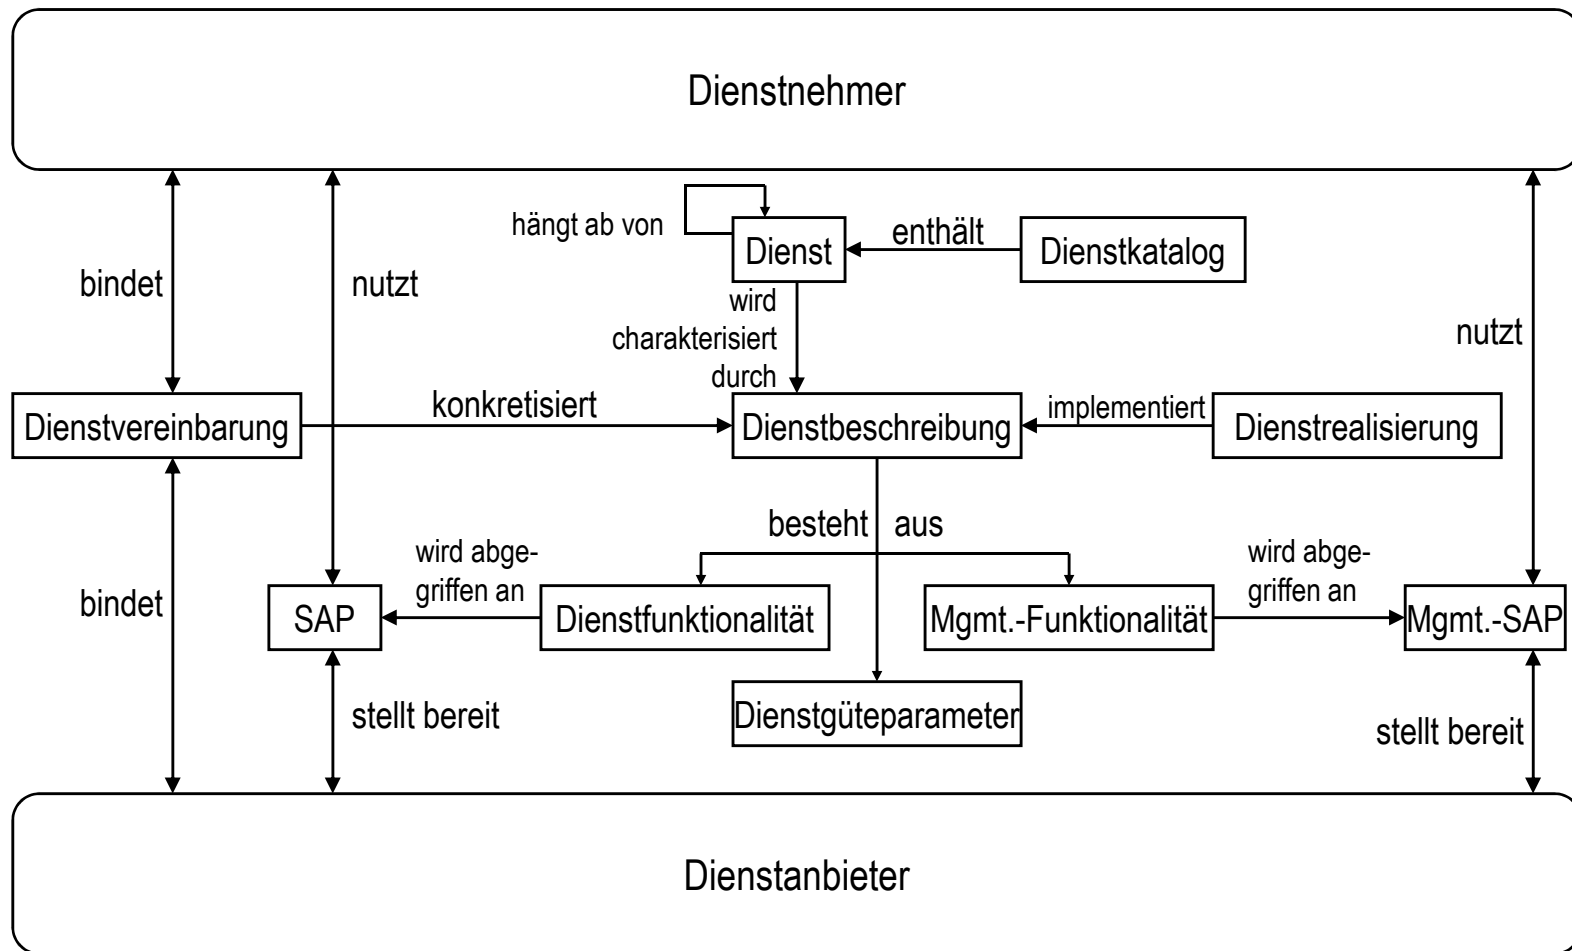 Dienstnehmer
hängt ab von
Dienst
enthält
Dienstkatalog
bindet
nutzt
wird
charakterisiert
durch
nutzt
Dienstvereinbarung
konkretisiert
Dienstbeschreibung
implementiert
Dienstrealisierung
besteht aus
wird abge-
griffen an
wird abge-
griffen an
bindet
SAP
Dienstfunktionalität
Mgmt.-Funktionalität
Mgmt.-SAP
stellt bereit
Dienstgüteparameter
stellt bereit
Dienstanbieter